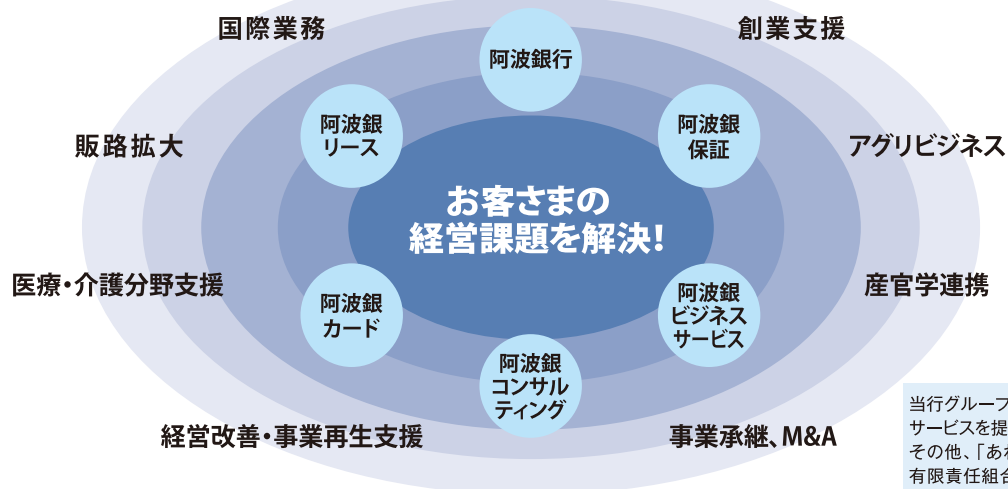 国際業務
創業支援
阿波銀行
阿波銀
リース
阿波銀
保証
販路拡大
アグリビジネス
お客さまの
経営課題を解決!
医療・介護分野支援
産官学連携
阿波銀
カード
阿波銀
ビジネス
サービス
阿波銀
コンサル
ティング
経営改善・事業再生支援
事業承継、M&A
当行グループ
サービスを提
その他、「あわ
有限責任組合